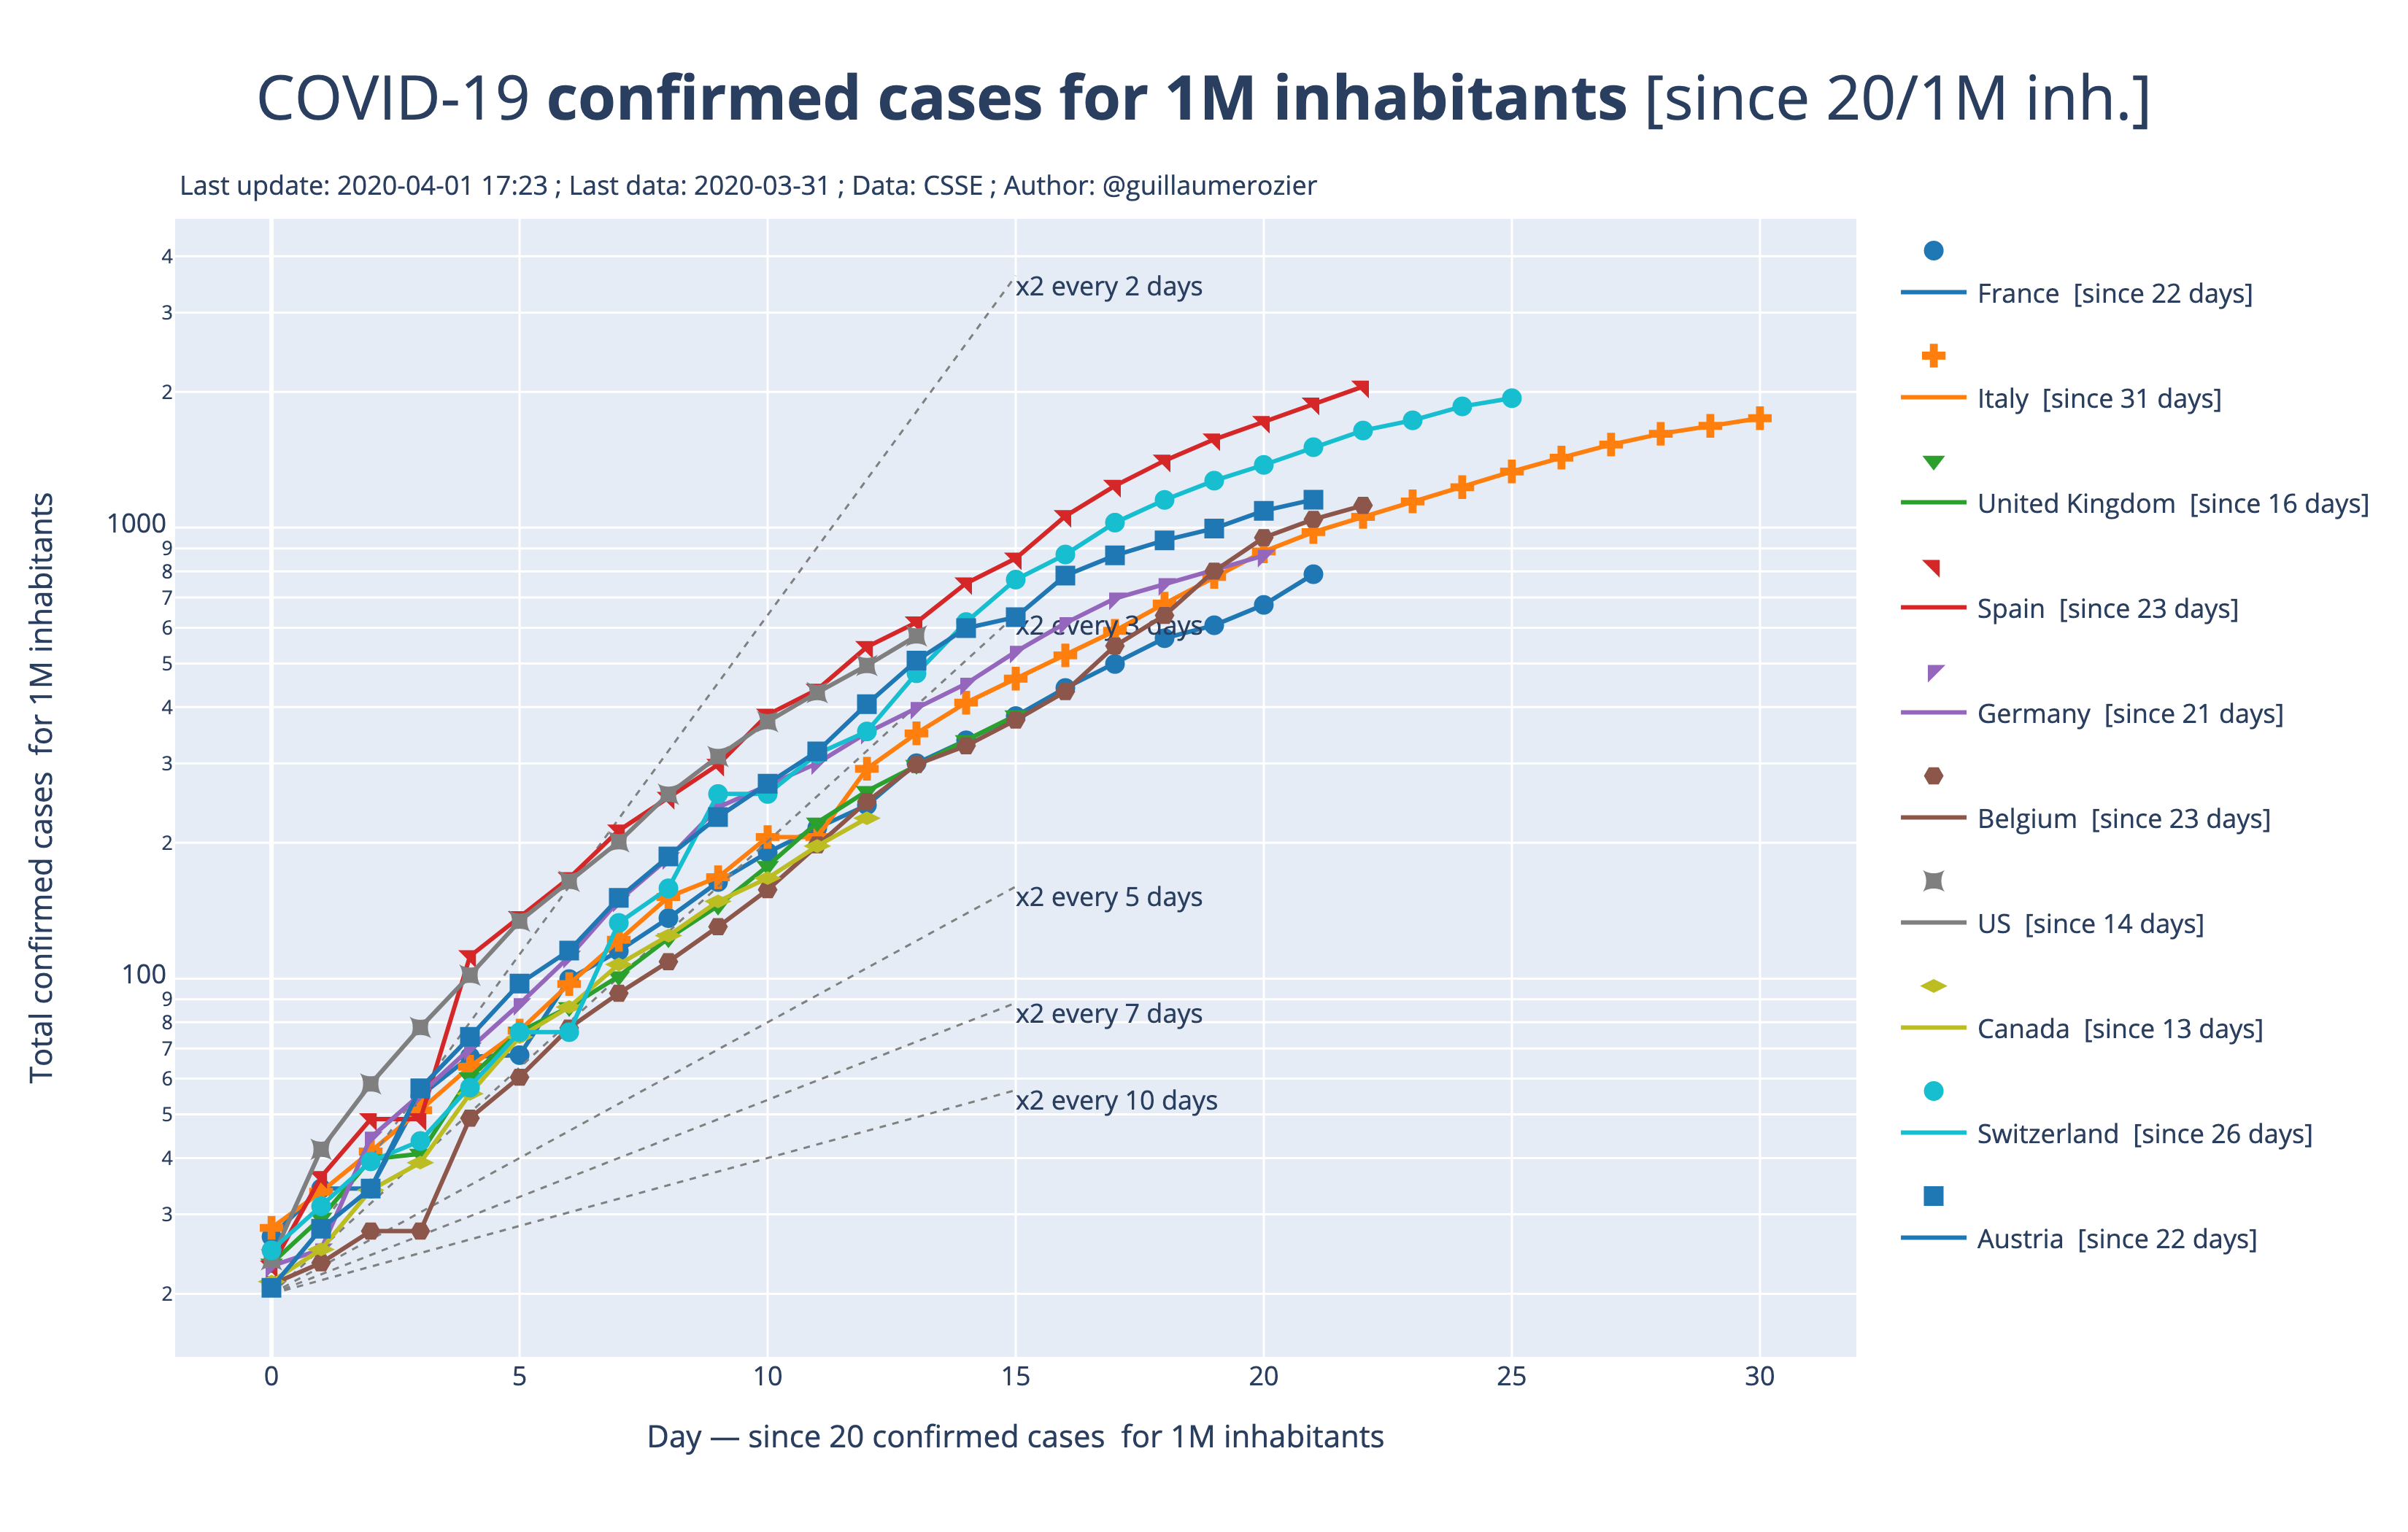 COVID-19 confirmed cases for 1M inhabitants [since 20/1M inh.]
Last update: 2020-04-01 17:23 ; Last data: 2020-03-31 ; Data: CSSE ; Author: @guillaumerozier
Total confirmed cases  for 1M inhabitants
4
3
2
1000
9
8
7
6
5
4
3
2
100
9
8
7
6
5
4
3
2
x2 every 2 days
x2 every 3 days
x2 every 5 days
x2 every 7 days
x2 every 10 days
0 5 10 15 20 25 30
Day — since 20 confirmed cases  for 1M inhabitants
France  [since 22 days]
Italy  [since 31 days]
United Kingdom  [since 16 days]
Spain  [since 23 days]
Germany  [since 21 days]
Belgium  [since 23 days]
US  [since 14 days]
Canada  [since 13 days]
Switzerland  [since 26 days]
Austria  [since 22 days]